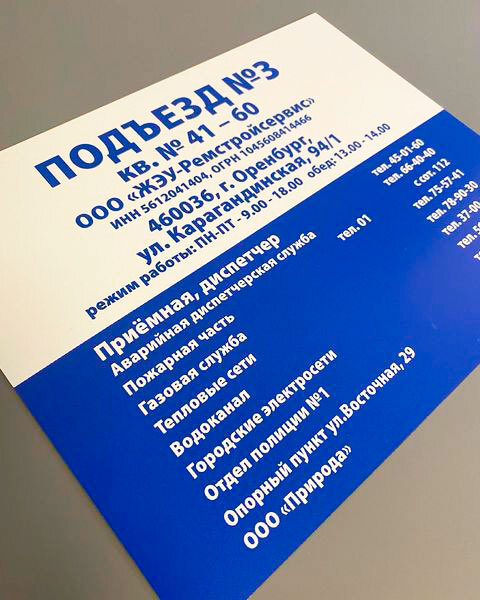 ПОДЪЕЗД №3
КВ. № 41 – 60
ООО «ЖЭУ-Ремстройсервис»
ИНН 5612041404, ОГРН 1045608414466
460036, г. Оренбург,
ул. Карагандинская, 94/1
режим работы: ПН-ПТ - 9.00 - 18.00 обед: 13.00 - 14.00
Приёмная, диспетчер тел. 45-01-60
Аварийная диспетчерская служба тел. 66-40-40
Пожарная часть тел. 01 с сот. 112
Газовая служба тел. 75-57-41
Тепловые сети тел. 78-90-30
Водоканал тел. 37-00
Городские электросети тел.
Отдел полиции №1
Опорный пункт ул.Восточная, 29
ООО «Природа»